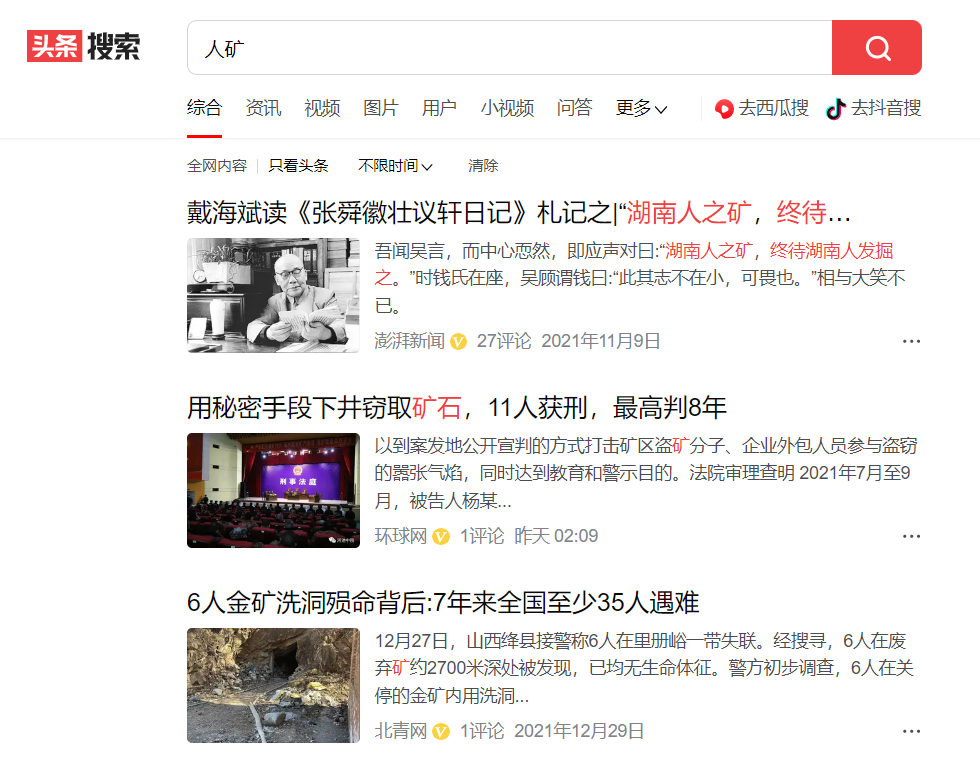 头条 搜索
人矿
综合 资讯 视频 图片 用户 小视频 问答 更多 去西瓜搜 去抖音搜
全网内容 只看头条 不限时间 清除
戴海斌读《张舜徽壮议轩日记》札记之|“湖南人之矿，终待...
吾闻吴言，而中心恧然，即应声对曰:“湖南人之矿，终待湖南人发掘
之。”时钱氏在座，吴顾谓钱曰:“此其志不在小，可畏也。”相与大笑不
已。
澎湃新闻 27评论 2021年11月9日
用秘密手段下井窃取矿石，11人获刑，最高判8年
以到案发地公开宣判的方式打击矿区盗矿分子、企业外包人员参与盗窃
的嚣张气焰，同时达到教育和警示目的。法院审理查明 2021年7月至9
月，被告人杨某...
刑事法庭
环球网 1评论 昨天 02:09
6人金矿洗洞殒命背后:7年来全国至少35人遇难
12月27日，山西绛县接警称6人在里册峪一带失联。经搜寻，6人在废
弃矿约2700米深处被发现，已均无生命体征。警方初步调查，6人在关
停的金矿内用洗洞...
北青网 1评论 2021年12月29日